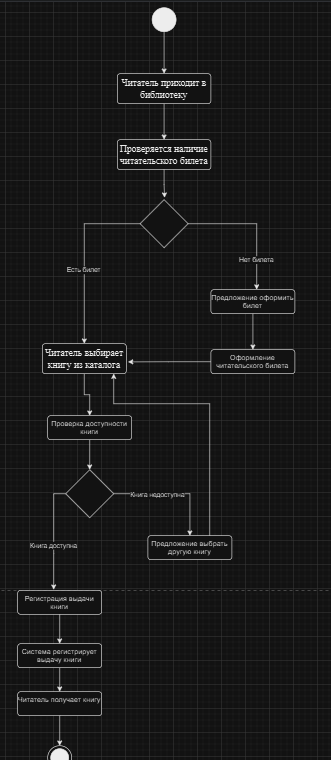 Читатель приходит в
библиотеку
Проверяется наличие
читательского билета
Есть билет
Нет билета
Предложение оформить
билет
Читатель выбирает
книгу из каталога
Оформление
читательского билета
Проверка доступности
книги
Книга недоступна
Книга доступна
Предложение выбрать
другую книгу
Регистрация выдачи
книги
Система регистрирует
выдачу книги
Читатель получает книгу